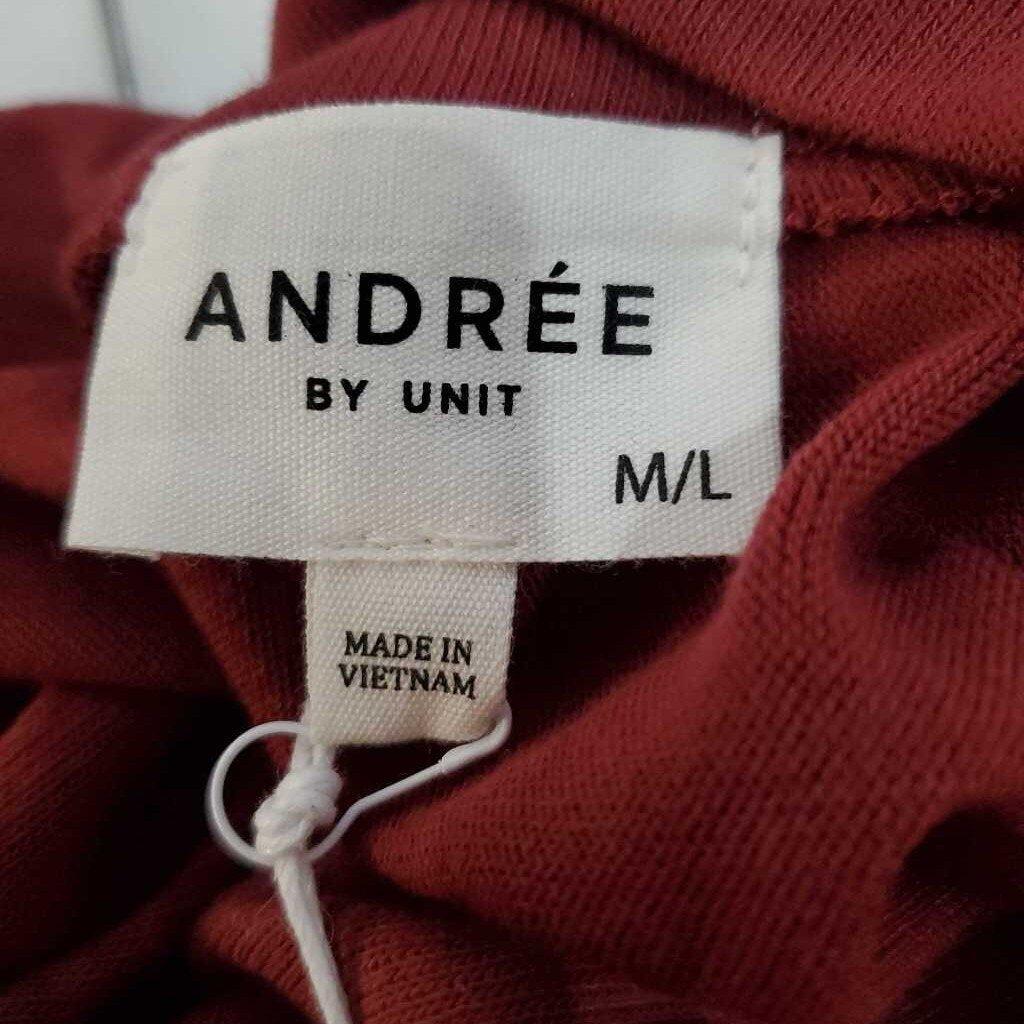 ANDRÉE
BY UNIT
M/L
MADE IN
VIETNAM